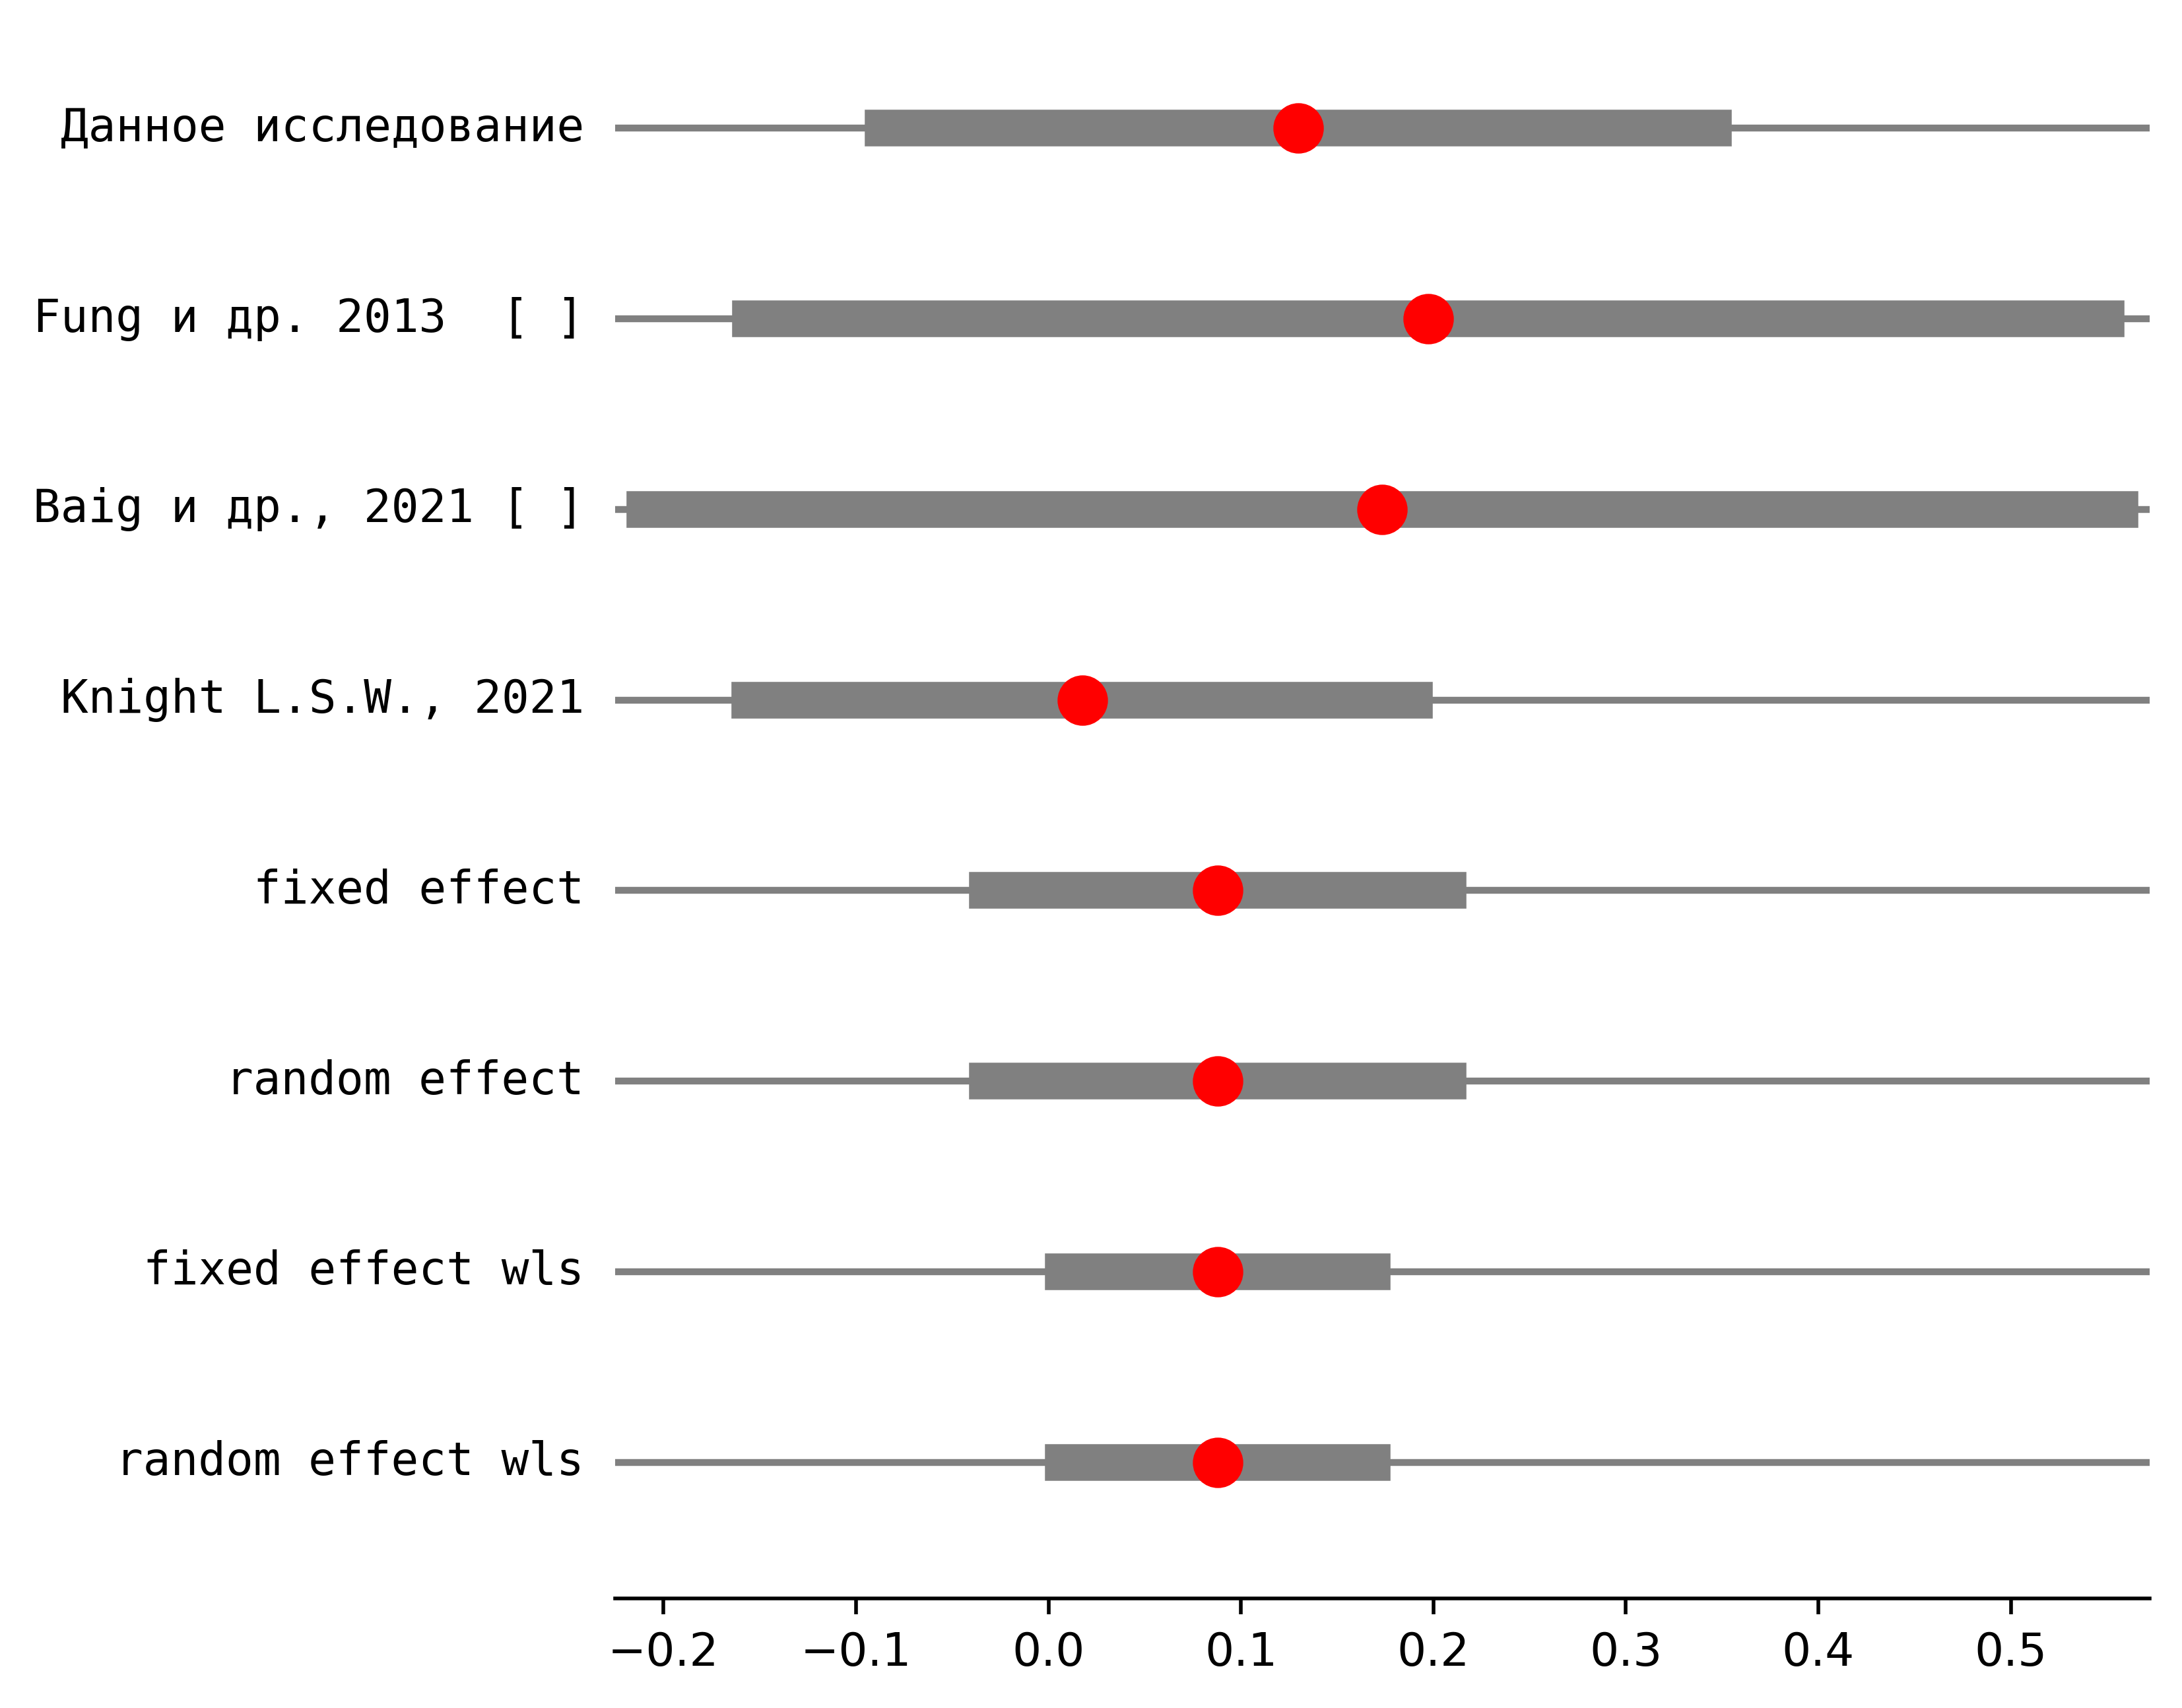 Данное исследование
Fung и др. 2013  [ ]
Baig и др., 2021 [ ]
Knight L.S.W., 2021
fixed effect
random effect
fixed effect wls
random effect wls
−0.2 −0.1 0.0 0.1 0.2 0.3 0.4 0.5